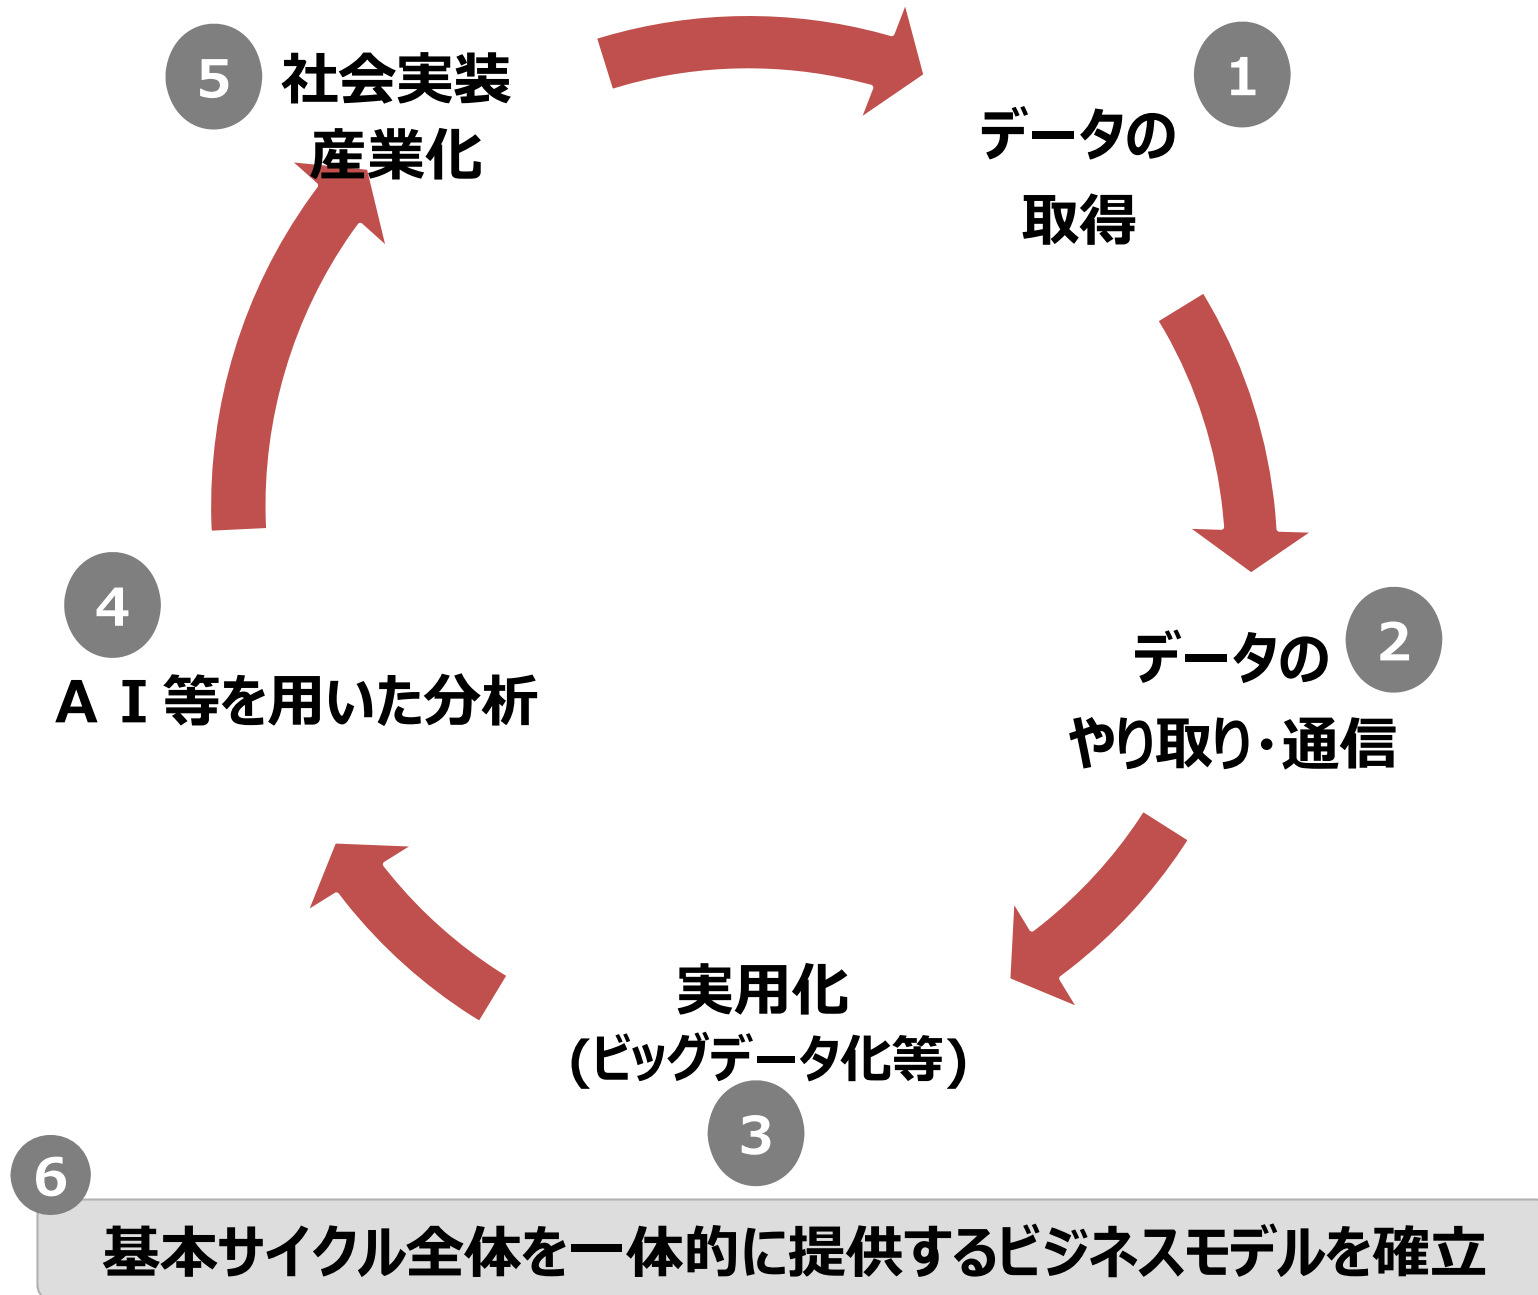 1
データの
取得
2
データの
やり取り・通信
実用化
(ビッグデータ化等)
3
4
ＡＩ等を用いた分析
5 社会実装
産業化
6
基本サイクル全体を一体的に提供するビジネスモデルを確立